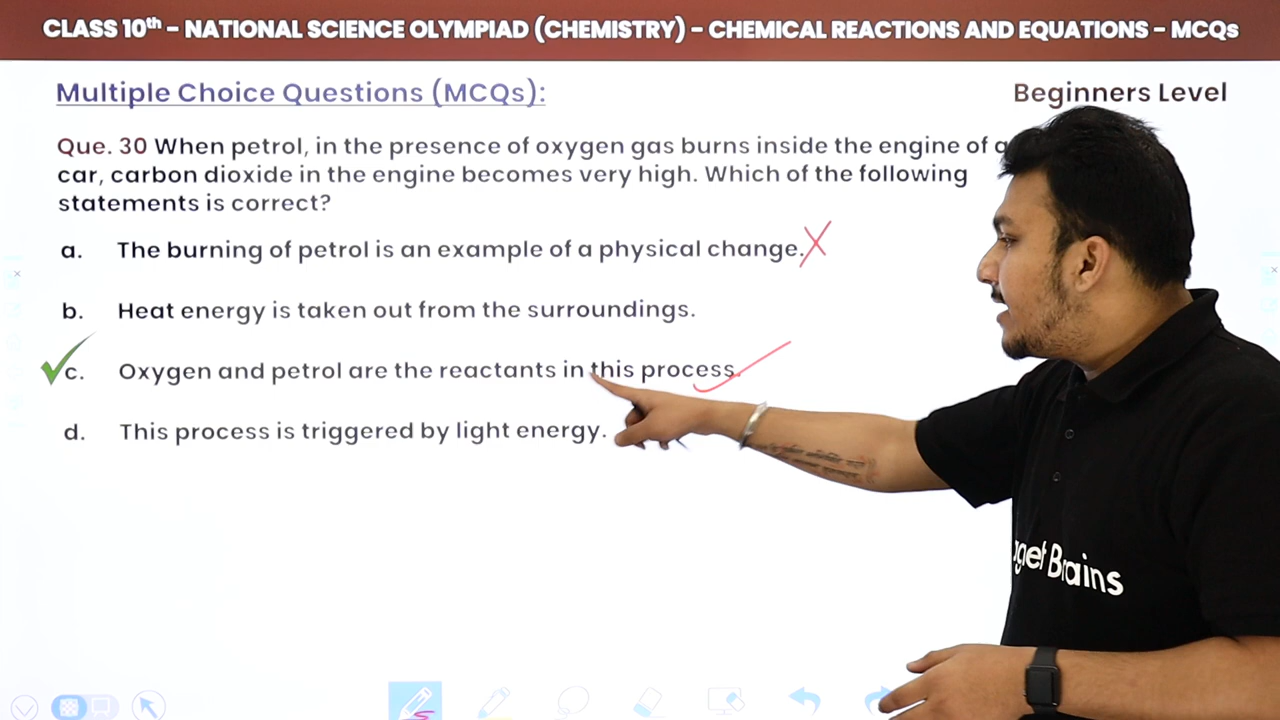 CLASS 10th – NATIONAL SCIENCE OLYMPIAD (CHEMISTRY) – CHEMICAL REACTIONS AND EQUATIONS – MCQs
Multiple Choice Questions (MCQs):
Beginners Level
Que. 30 When petrol, in the presence of oxygen gas burns inside the engine of a
car, carbon dioxide in the engine becomes very high. Which of the following
statements is correct?
a. The burning of petrol is an example of a physical change.
b. Heat energy is taken out from the surroundings.
c. Oxygen and petrol are the reactants in this process.
d. This process is triggered by light energy.
get Brains